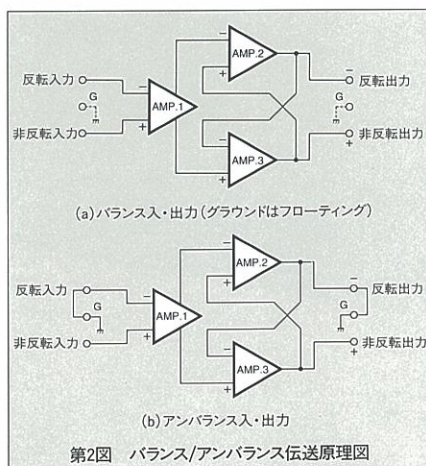 反転入力
G
非反転入力
−
+
AMP.1
−
+
AMP.2
−
+
AMP.3
−
反転出力
G
非反転出力
+
(a)バランス入・出力(グラウンドはフローティング)
反転入力
G
非反転入力
−
+
AMP.1
−
+
AMP.2
−
+
AMP.3
−
反転出力
G
非反転出力
+
(b)アンバランス入・出力
第2図 バランス/アンバランス伝送原理図